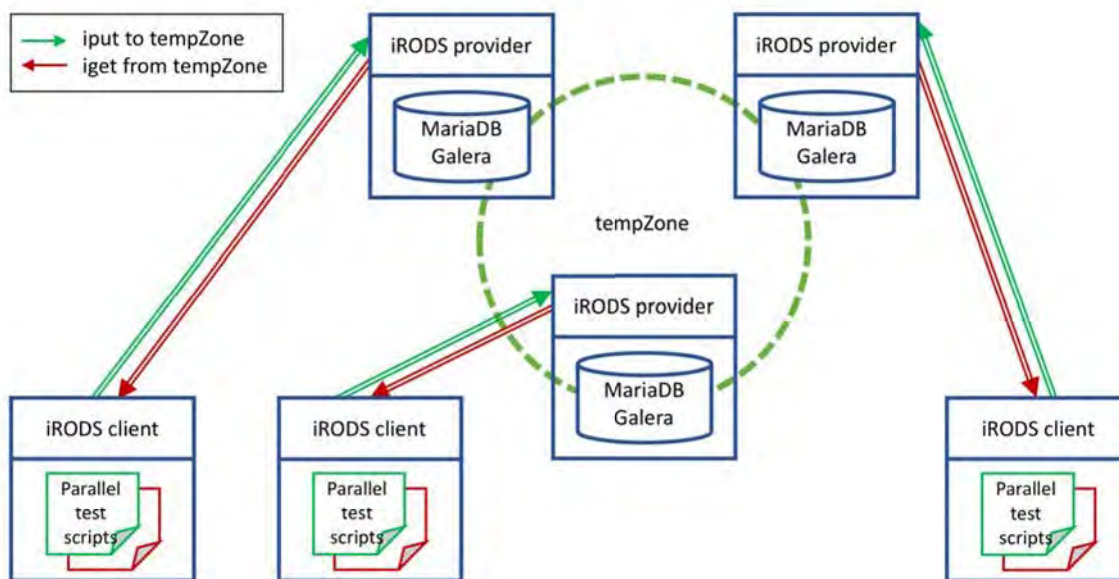 iput to tempZone
iget from tempZone
iRODS provider
MariaDB
Galera
iRODS provider
MariaDB
Galera
tempZone
iRODS provider
MariaDB
Galera
iRODS client
Parallel
test
scripts
iRODS client
Parallel
test
scripts
iRODS client
Parallel
test
scripts